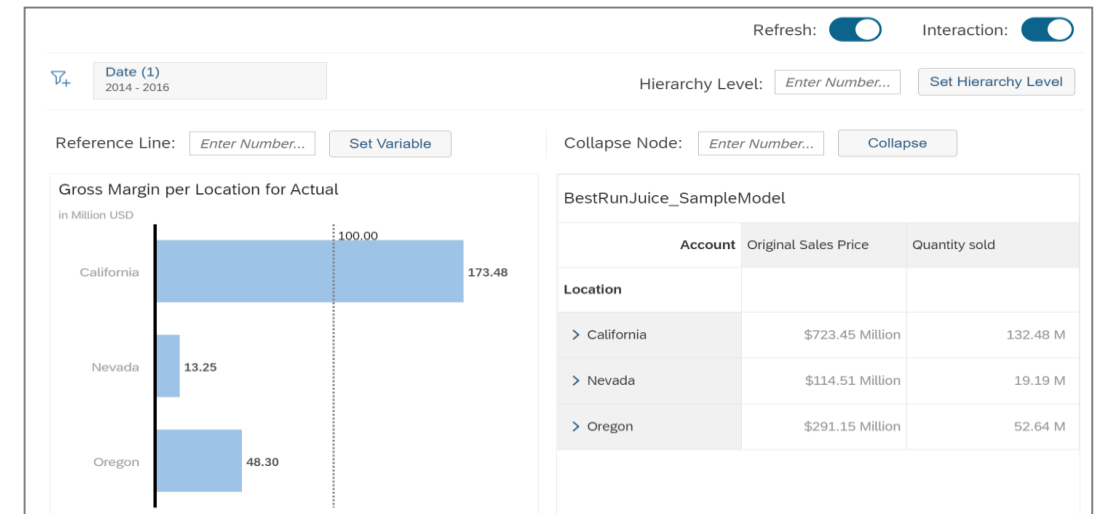 Refresh: Interaction:
Date (1)
2014 - 2016
Hierarchy Level: Enter Number... Set Hierarchy Level
Reference Line: Enter Number... Set Variable
Collapse Node: Enter Number... Collapse
Gross Margin per Location for Actual
in Million USD
100.00
California 173.48
Nevada 13.25
Oregon 48.30
BestRunJuice_SampleModel
Account Original Sales Price Quantity sold
Location
California $723.45 Million 132.48 M
Nevada $114.51 Million 19.19 M
Oregon $291.15 Million 52.64 M